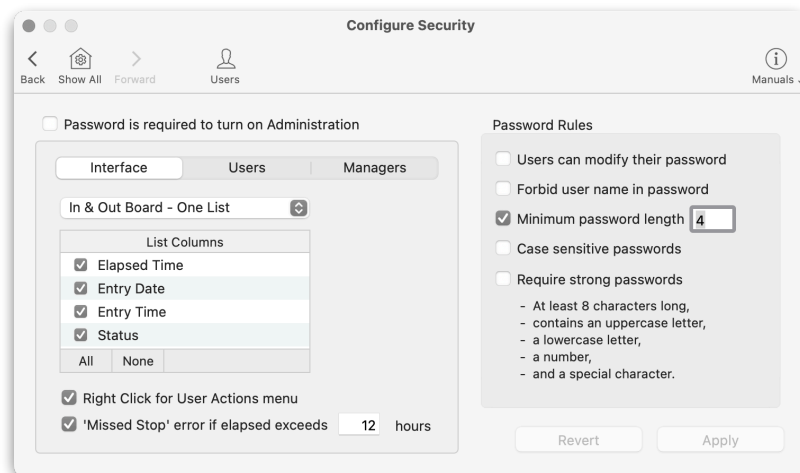 Configure Security
Back
Show All
Forward
Users
Manuals
Password is required to turn on Administration
Interface
Users
Managers
In & Out Board - One List
List Columns
Elapsed Time
Entry Date
Entry Time
Status
All
None
Right Click for User Actions menu
'Missed Stop' error if elapsed exceeds 12 hours
Password Rules
Users can modify their password
Forbid user name in password
Minimum password length 4
Case sensitive passwords
Require strong passwords
- At least 8 characters long,
- contains an uppercase letter,
- a lowercase letter,
- a number,
- and a special character.
Revert
Apply